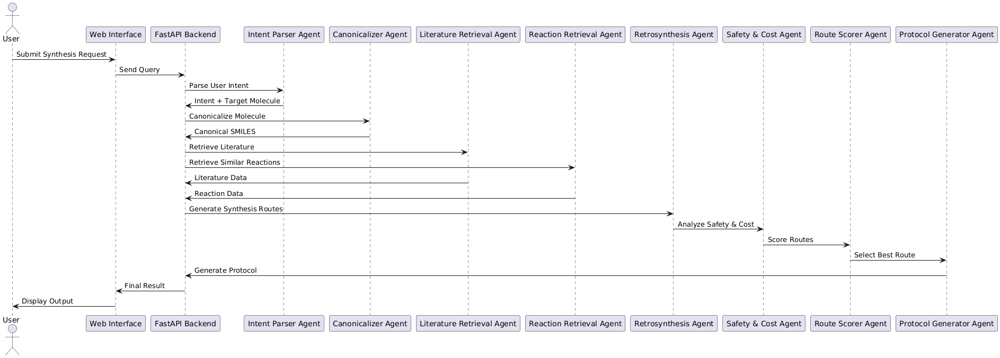 User
Web Interface
FastAPI Backend
Intent Parser Agent
Canonicalizer Agent
Literature Retrieval Agent
Reaction Retrieval Agent
Retrosynthesis Agent
Safety & Cost Agent
Route Scorer Agent
Protocol Generator Agent
Submit Synthesis Request
Send Query
Parse User Intent
Intent + Target Molecule
Canonicalize Molecule
Canonical SMILES
Retrieve Literature
Retrieve Similar Reactions
Literature Data
Reaction Data
Generate Synthesis Routes
Analyze Safety & Cost
Score Routes
Select Best Route
Generate Protocol
Final Result
Display Output
User
Web Interface
FastAPI Backend
Intent Parser Agent
Canonicalizer Agent
Literature Retrieval Agent
Reaction Retrieval Agent
Retrosynthesis Agent
Safety & Cost Agent
Route Scorer Agent
Protocol Generator Agent